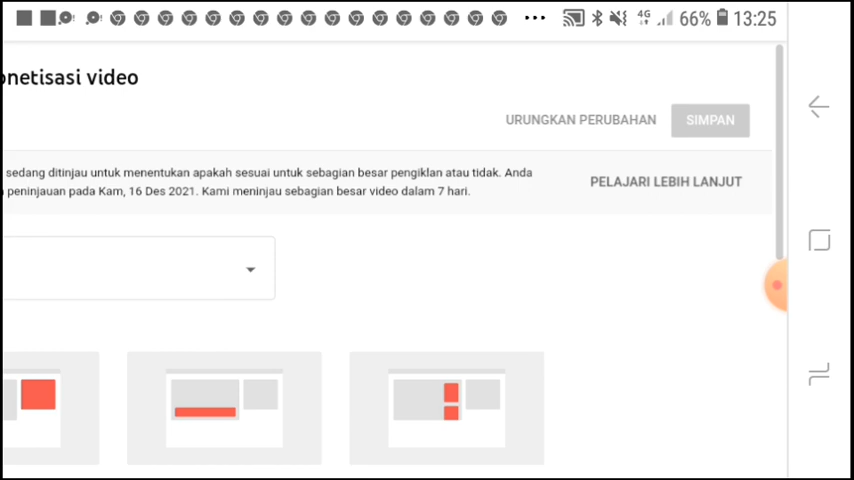 4G 66% 13:25
onetisasi video
URUNGKAN PERUBAHAN SIMPAN
sedang ditinjau untuk menentukan apakah sesuai untuk sebagian besar pengiklan atau tidak. Anda
peninjauan pada Kam, 16 Des 2021. Kami meninjau sebagian besar video dalam 7 hari.
PELAJARI LEBIH LANJUT